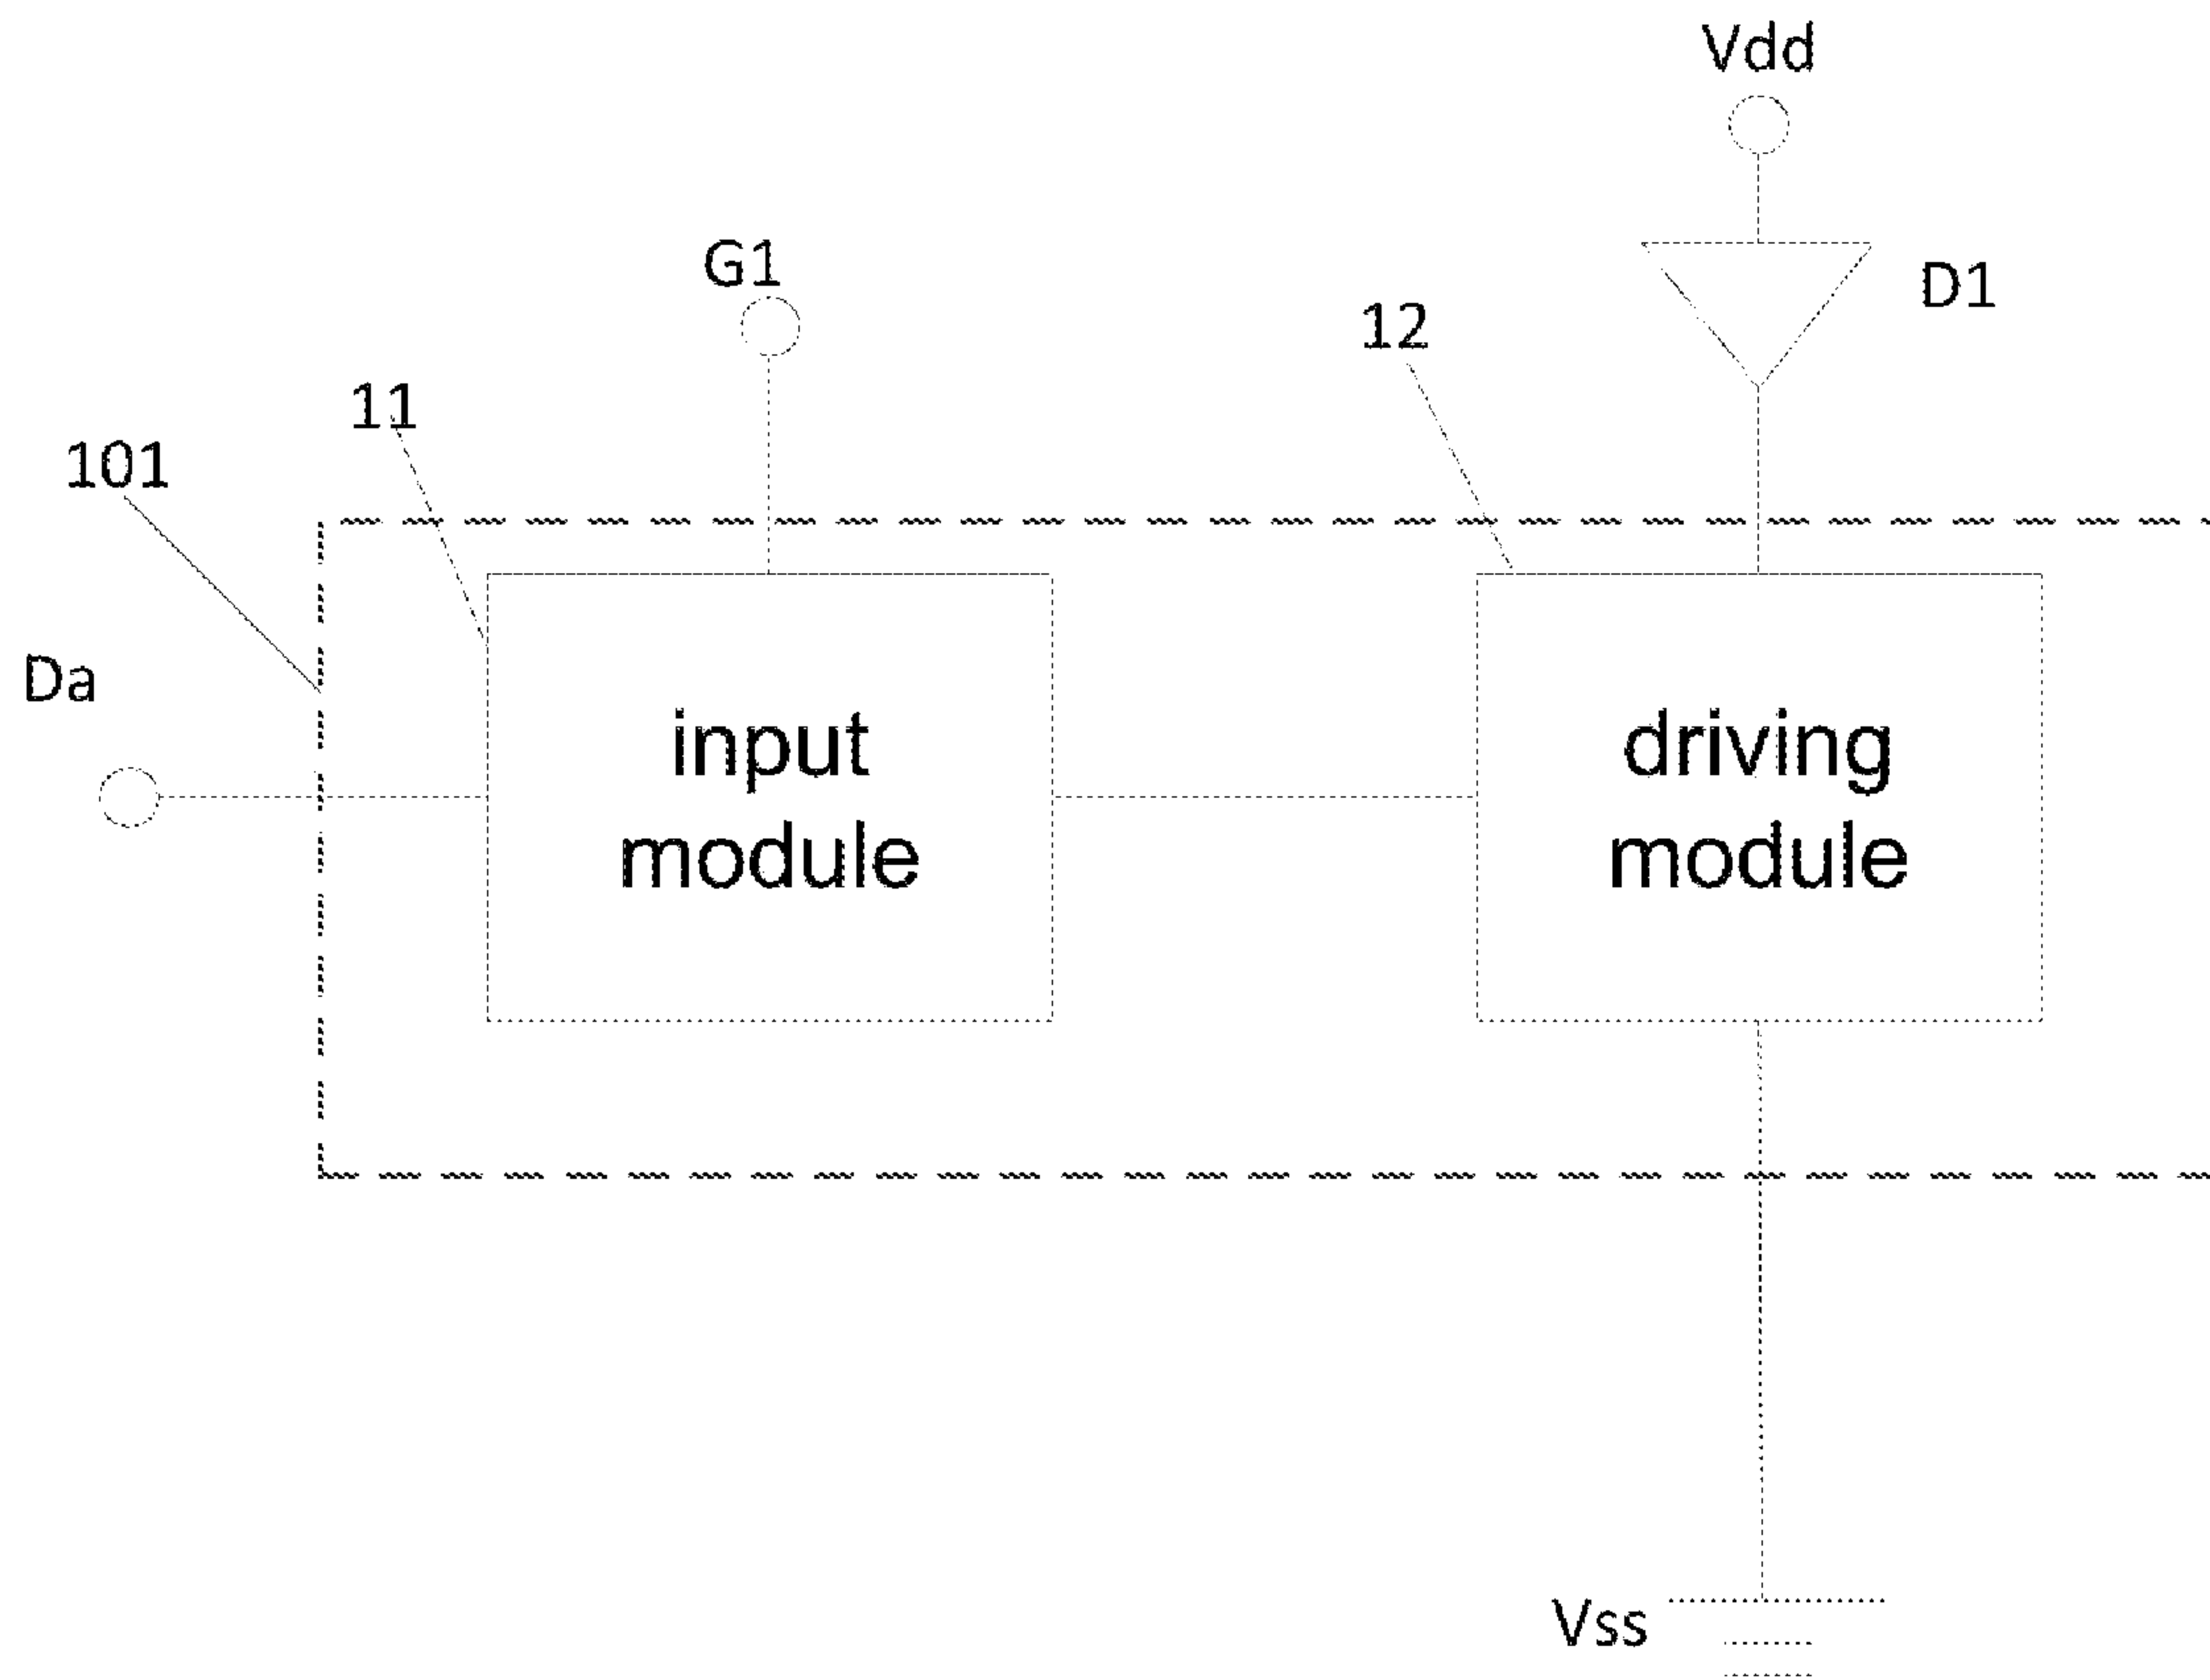 Vdd
G1
D1
12
11
101
Da
input
module
driving
module
Vss